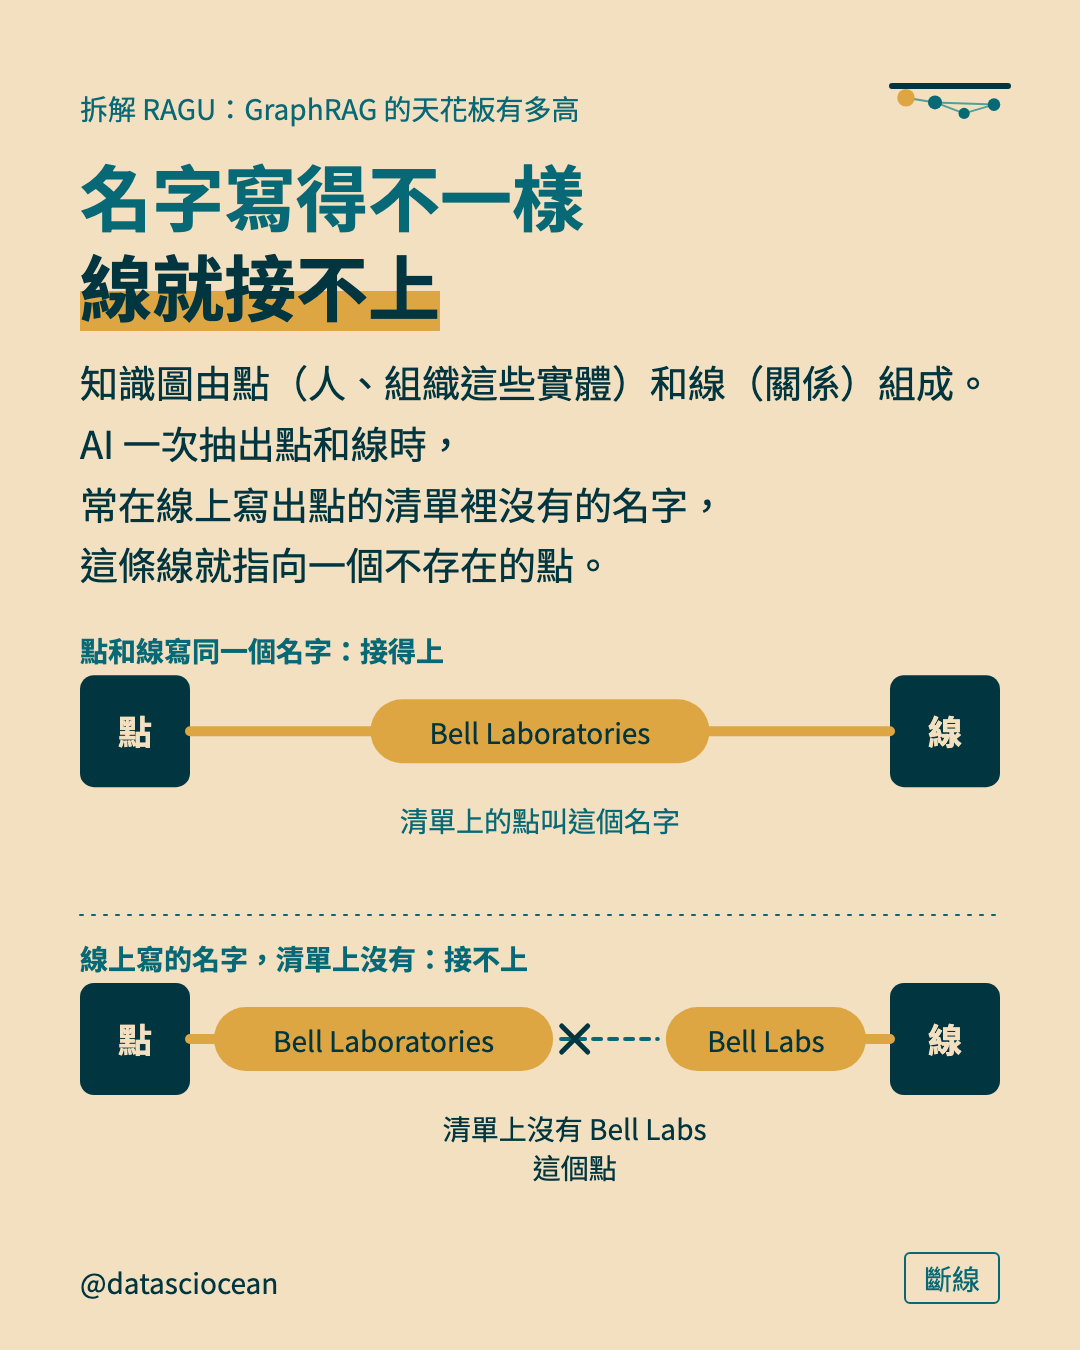 拆解 RAGU：GraphRAG 的天花板有多高
名字寫得不一樣
線就接不上
知識圖由點（人、組織這些實體）和線（關係）組成。
AI 一次抽出點和線時，
常在線上寫出點的清單裡沒有的名字，
這條線就指向一個不存在的點。
點和線寫同一個名字：接得上
點
Bell Laboratories
線
清單上的點叫這個名字
線上寫的名字，清單上沒有：接不上
點
Bell Laboratories
Bell Labs
線
清單上沒有 Bell Labs
這個點
@datasciocean
斷線